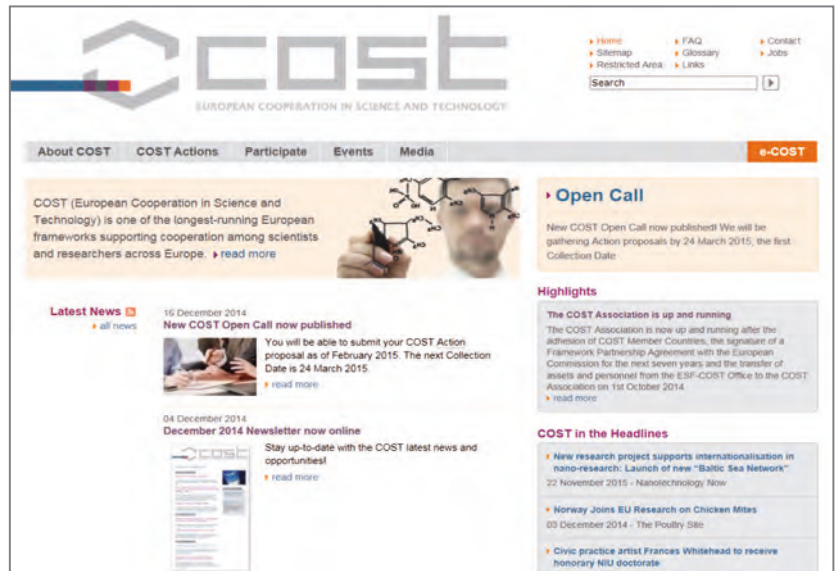 cost
EUROPEAN COOPERATION IN SCIENCE AND TECHNOLOGY
Home
FAQ
Contact
Sitemap
Glossary
Jobs
Restricted Area
Links
Search
About COST
COST Actions
Participate
Events
Media
e-COST
COST (European Cooperation in Science and
Technology) is one of the longest-running European
frameworks supporting cooperation among scientists
and researchers across Europe. read more
Open Call
New COST Open Call now published! We will be
gathering Action proposals by 24 March 2015, the first
Collection Date
Latest News
all news
16 December 2014
New COST Open Call now published
You will be able to submit your COST Action
proposal as of February 2015. The next Collection
Date is 24 March 2015.
read more
04 December 2014
December 2014 Newsletter now online
Stay up-to-date with the COST latest news and
opportunities!
read more
cost
Highlights
The COST Association is up and running
The COST Association is now up and running after the
adhesion of COST Member Countries, the signature of a
Framework Partnership Agreement with the European
Commission for the next seven years and the transfer of
assets and personnel from the ESF-COST Office to the COST
Association on 1st October 2014
read more
COST in the Headlines
New research project supports internationalisation in
nano-research: Launch of new "Baltic Sea Network"
22 November 2015 - Nanotechnology Now
Norway Joins EU Research on Chicken Mites
03 December 2014 - The Poultry Site
Civic practice artist Frances Whitehead to receive
honorary NIU doctorate